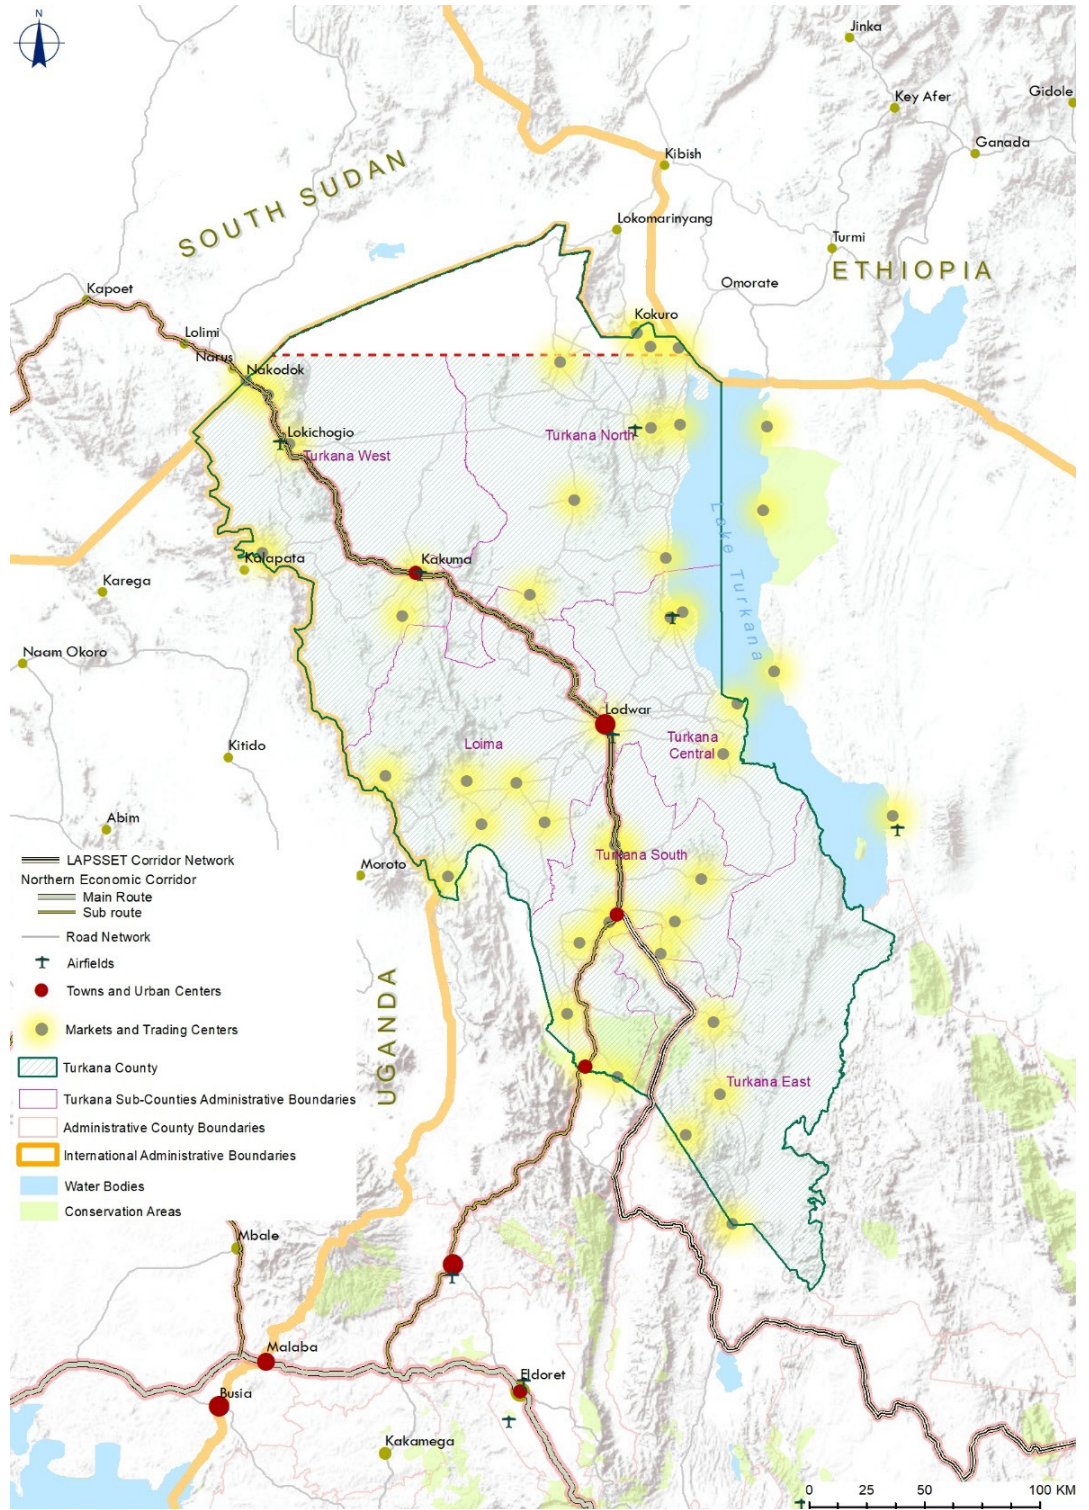 N
Jinka
Key Afer
Gidole
Ganada
Kibish
SOUTH SUDAN
Lokomarinyang
Turmi
ETHIOPIA
Omorate
Kapoet
Kokuro
Lolimi
Narus
Nakodok
Lokichogio
Turkana West
Turkana North
Lake Turkana
Kakuma
Kalapata
Karega
Naam Okoro
Lodwar
Kitido
Loima
Turkana
Central
Abim
Moroto
Turkana South
LAPSSET Corridor Network
Northern Economic Corridor
Main Route
Sub route
Road Network
Airfields
Towns and Urban Centers
Markets and Trading Centers
Turkana County
Turkana Sub-Counties Administrative Boundaries
Administrative County Boundaries
International Administrative Boundaries
Water Bodies
Conservation Areas
UGANDA
Turkana East
Mbale
Malaba
Eldoret
Busia
Kakamega
0 25 50 100 KM